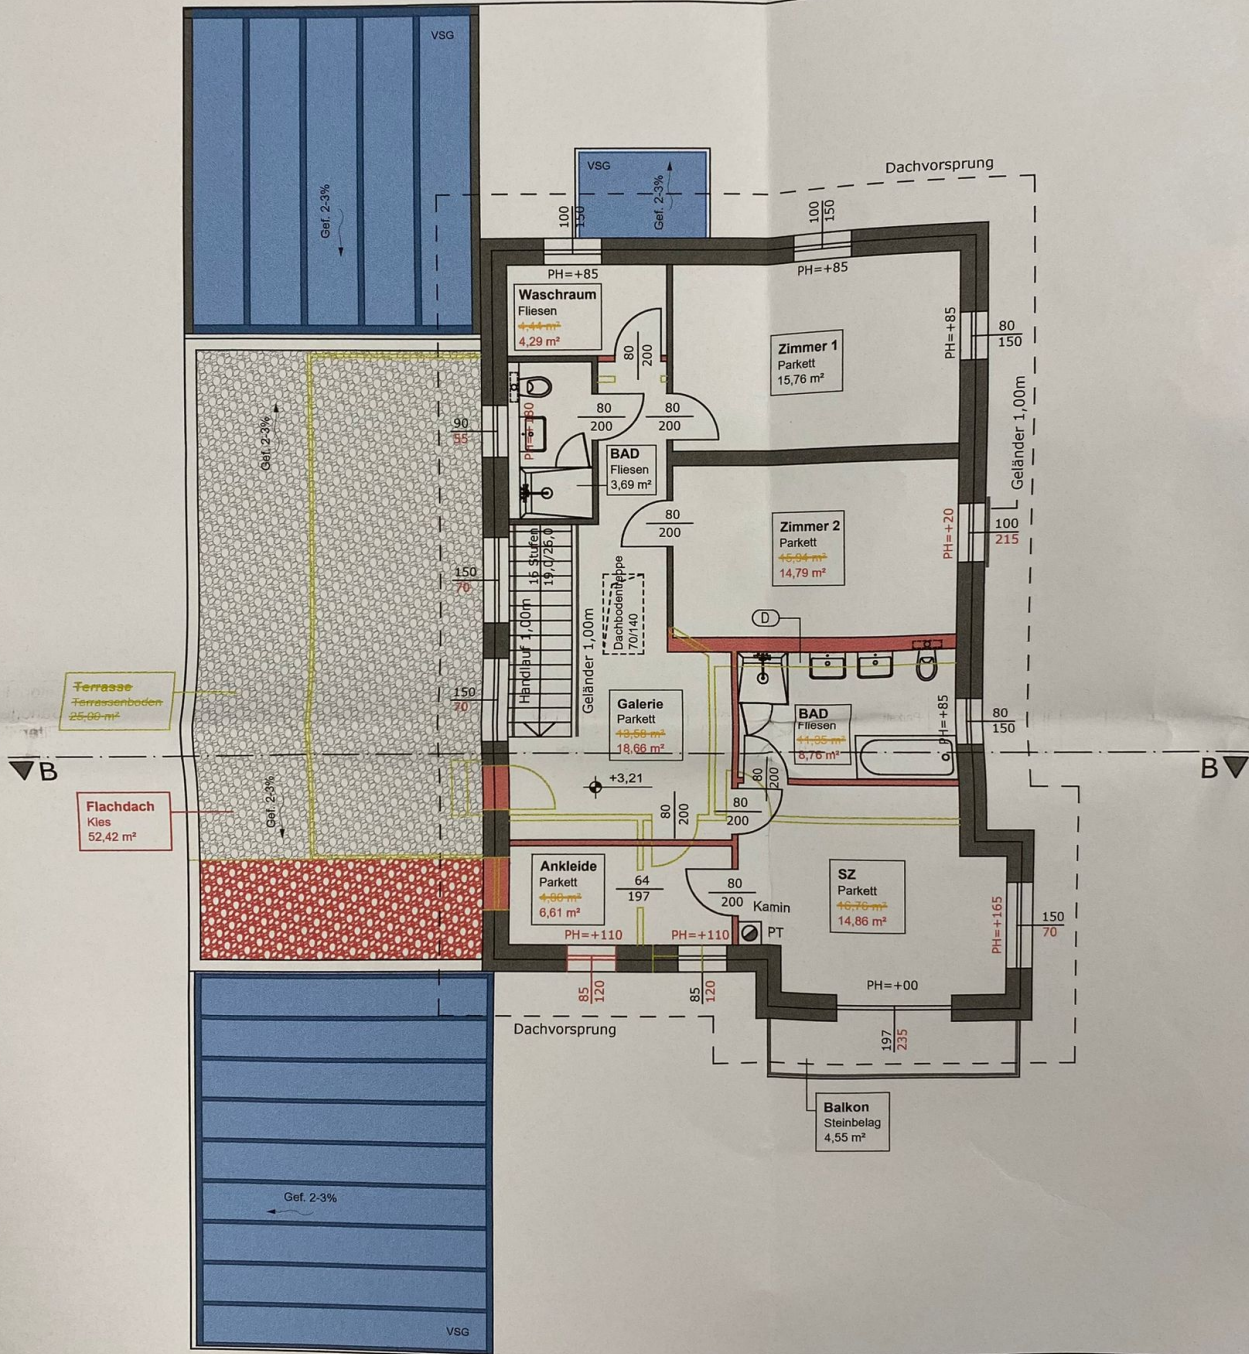 VSG
Gef. 2-3%
VSG
Gef. 2-3%
Dachvorsprung
100
150
PH=+85
100
150
PH=+85
Waschraum
Fliesen
4,44 m²
4,29 m²
80
200
Zimmer 1
Parkett
15,76 m²
PH=+85
80
150
Geländer 1,00m
Gef. 2-3%
90
55
PH=+180
80
200
80
200
BAD
Fliesen
3,69 m²
80
200
Zimmer 2
Parkett
15,94 m²
14,79 m²
PH=+20
100
215
150
70
16 Stufen
19,0/26,0
Handlauf 1,00m
Geländer 1,00m
Dachbodentreppe
70/140
D
Terrasse
Terrassenboden
25,00 m²
150
70
Galerie
Parkett
13,58 m²
18,66 m²
BAD
Fliesen
11,35 m²
8,76 m²
PH=+85
80
150
B
B
+3,21
80
200
80
200
80
200
Flachdach
Kies
52,42 m²
Gef. 2-3%
Ankleide
Parkett
6,61 m²
64
197
80
200
Kamin
PT
SZ
Parkett
16,76 m²
14,86 m²
PH=+165
150
70
PH=+110
PH=+110
85
120
85
120
PH=+00
197
235
Dachvorsprung
Balkon
Steinbelag
4,55 m²
Gef. 2-3%
VSG